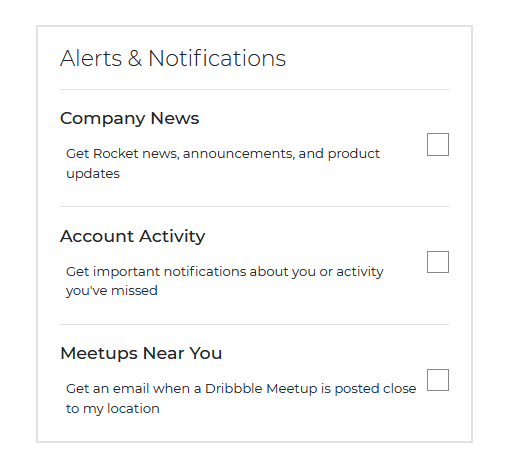 Alerts & Notifications
Company News
Get Rocket news, announcements, and product
updates
Account Activity
Get important notifications about you or activity
you've missed
Meetups Near You
Get an email when a Dribbble Meetup is posted close
to my location